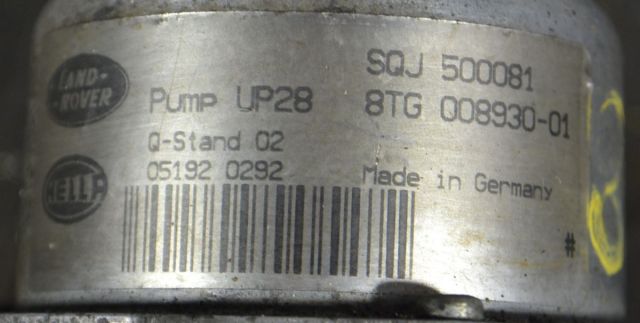 LAND-
ROVER
Pump UP28
SQJ 500081
8TG 008930-01
Q-Stand 02
05192 0292
HELLA
Made in Germany
#